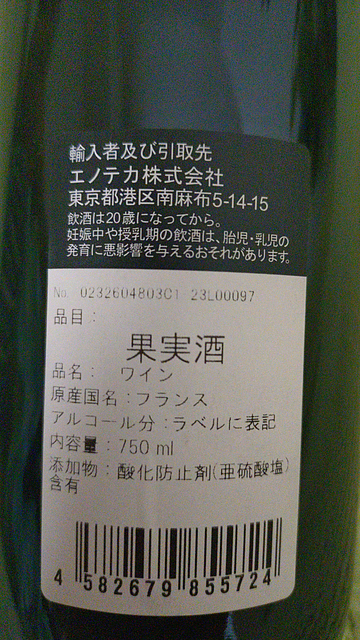 輸入者及び引取先
エノテカ株式会社
東京都港区南麻布5-14-15
飲酒は20歳になってから。
妊娠中や授乳期の飲酒は、胎児・乳児の
発育に悪影響を与えるおそれがあります。
No. 0232604803C1 23L00097
品目：
果実酒
品名： ワイン
原産国名：フランス
アルコール分：ラベルに表記
内容量：750 ml
添加物：酸化防止剤(亜硫酸塩)
含有
4 582679 855724